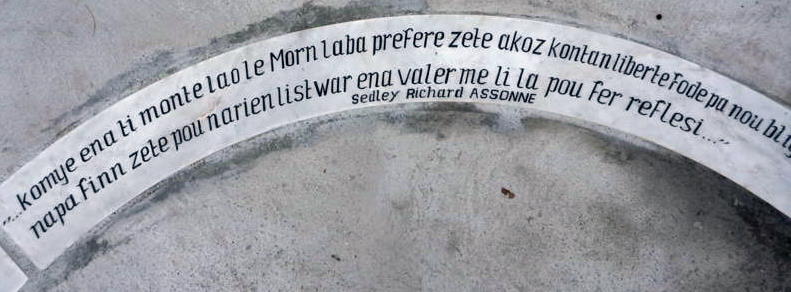 „...komye ena ti monte lao le Morn laba prefere zete akoz kontan liberte fode pa nou
napa finn zete pou narien listwar ena valer me li la pou fer reflesi...”
Sedley Richard ASSONNE